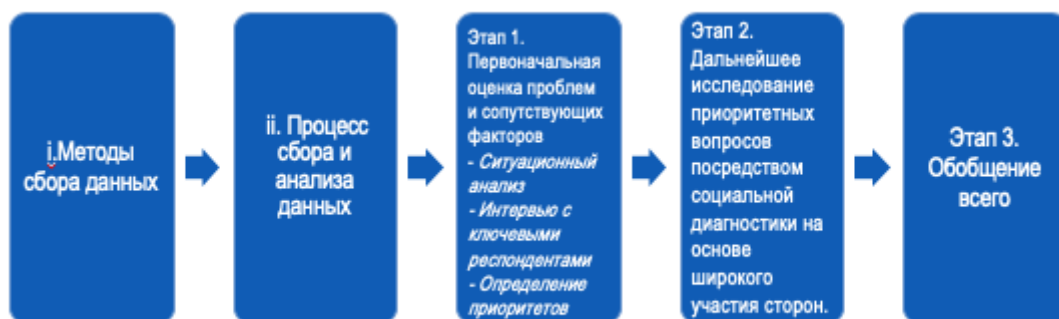 i.Методы
сбора данных
ii. Процесс
сбора и
анализа
данных
Этап 1.
Первоначальная
оценка проблем
и сопутствующих
факторов
- Ситуационный
анализ
- Интервью с
ключевыми
респондентами
- Определение
приоритетов
Этап 2.
Дальнейшее
исследование
приоритетных
вопросов
посредством
социальной
диагностики на
основе
широкого
участия сторон.
Этап 3.
Обобщение
всего